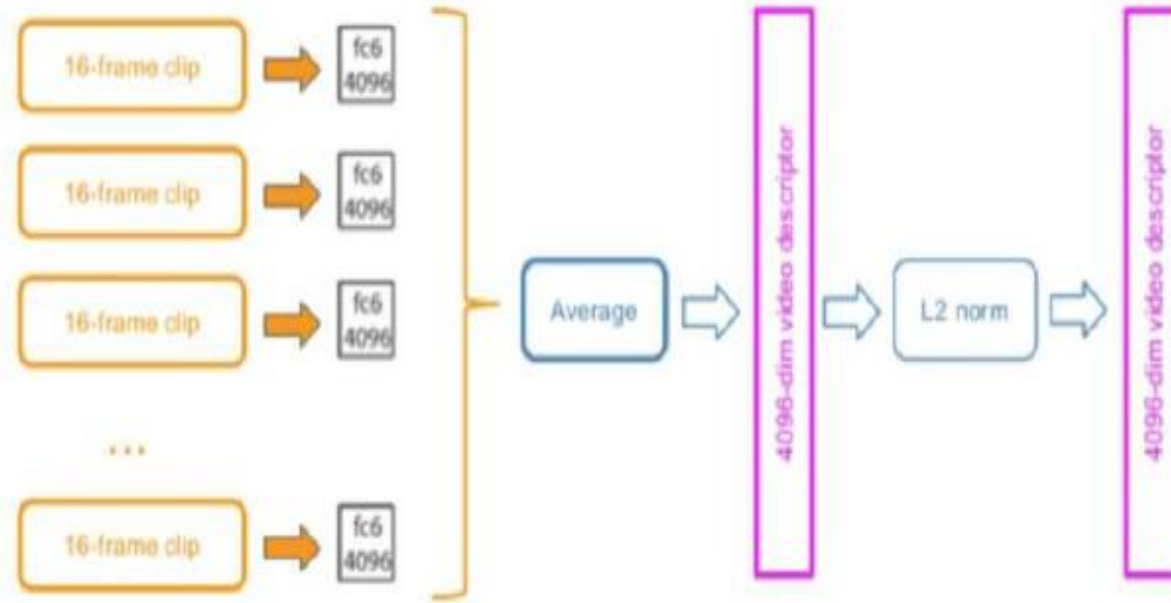 16-frame clip
fc6
4096
16-frame clip
fc6
4096
16-frame clip
fc6
4096
...
16-frame clip
fc6
4096
Average
4096-dim video descriptor
L2 norm
4096-dim video descriptor